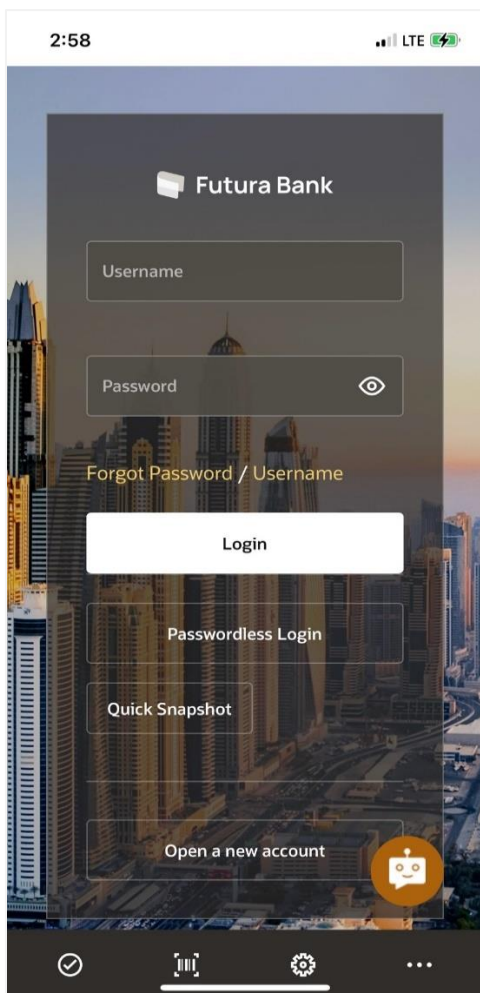 2:58 LTE
Futura Bank
Username
Password
Forgot Password / Username
Login
Passwordless Login
Quick Snapshot
Open a new account